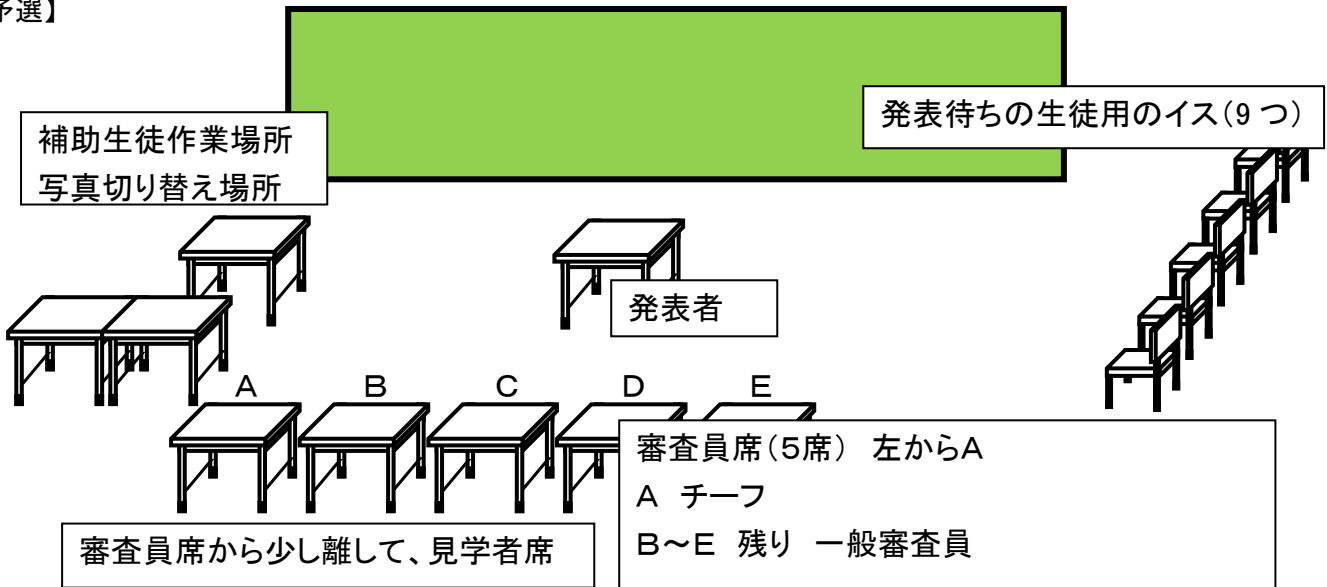 予選】
発表待ちの生徒用のイス(9つ)
補助生徒作業場所
写真切り替え場所
発表者
A B C D E
審査員席(5席) 左からA
A チーフ
B~E 残り 一般審査員
審査員席から少し離して、見学者席